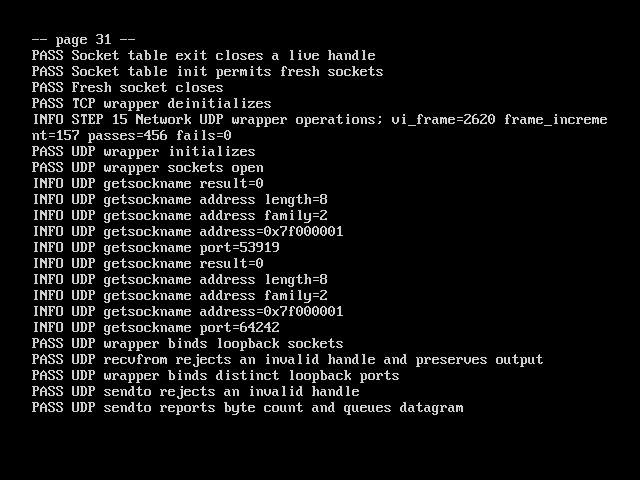 -- page 31 --
PASS Socket table exit closes a live handle
PASS Socket table init permits fresh sockets
PASS Fresh socket closes
PASS TCP wrapper deinitializes
INFO STEP 15 Network UDP wrapper operations; vi_frame=2620 frame_increme
nt=157 passes=456 fails=0
PASS UDP wrapper initializes
PASS UDP wrapper sockets open
INFO UDP getsockname result=0
INFO UDP getsockname address length=8
INFO UDP getsockname address family=2
INFO UDP getsockname address=0x7f000001
INFO UDP getsockname port=53919
INFO UDP getsockname result=0
INFO UDP getsockname address length=8
INFO UDP getsockname address family=2
INFO UDP getsockname address=0x7f000001
INFO UDP getsockname port=64242
PASS UDP wrapper binds loopback sockets
PASS UDP recvfrom rejects an invalid handle and preserves output
PASS UDP wrapper binds distinct loopback ports
PASS UDP sendto rejects an invalid handle
PASS UDP sendto reports byte count and queues datagram